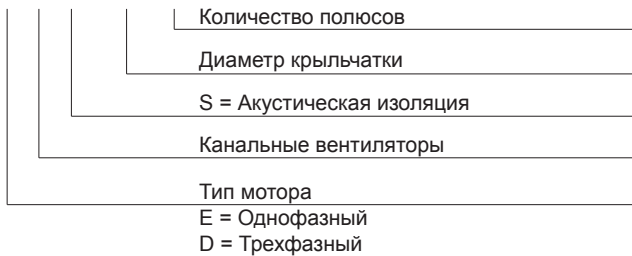 Количество полюсов
Диаметр крыльчатки
S = Акустическая изоляция
Канальные вентиляторы
Тип мотора
E = Однофазный
D = Трехфазный